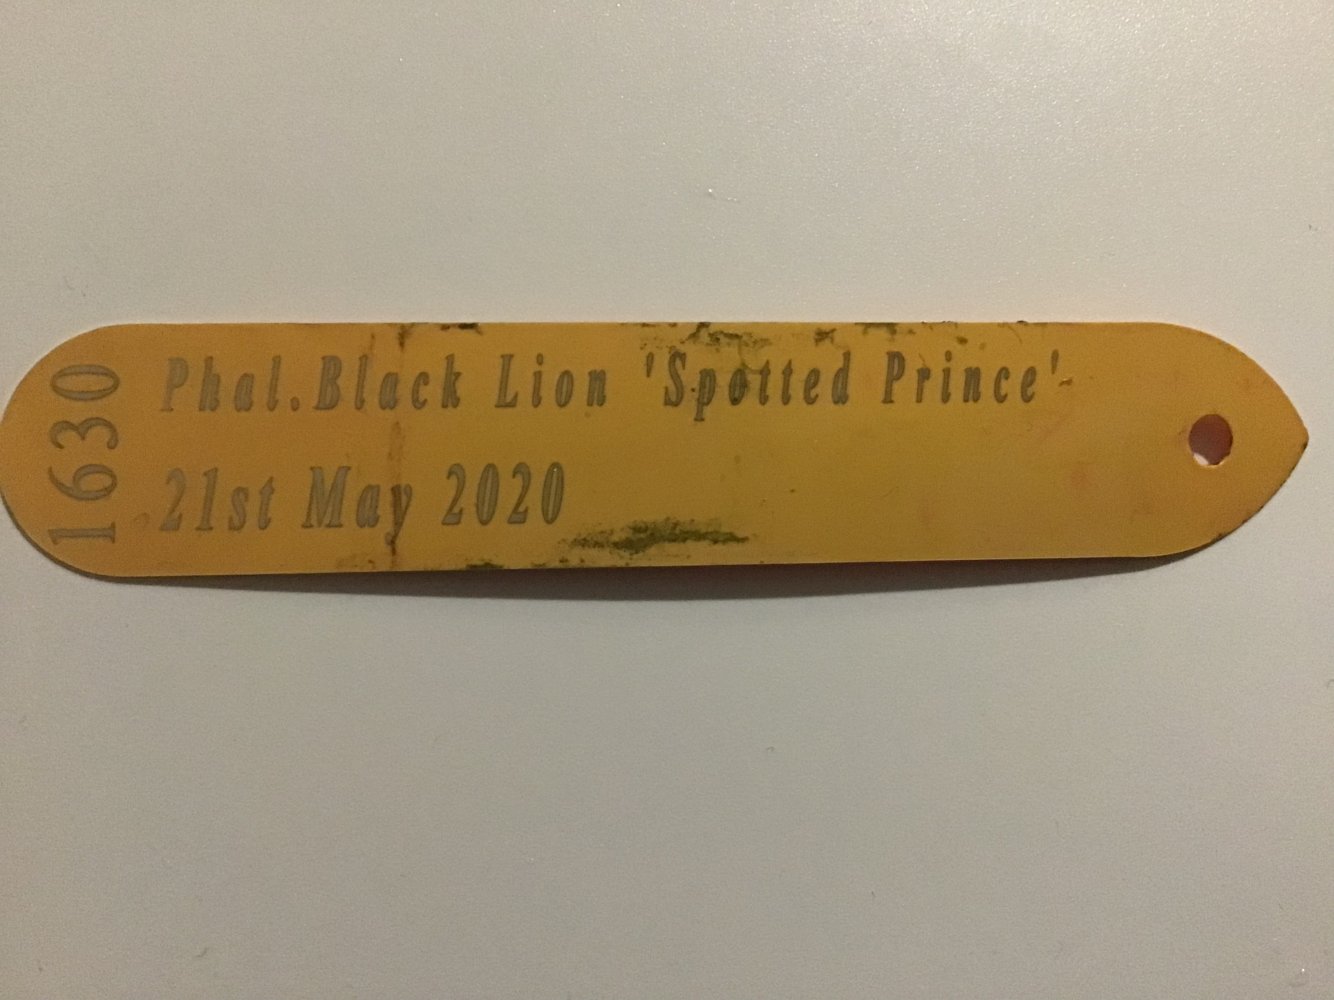 1630
Phal.Black Lion 'Spotted Prince'
21st May 2020